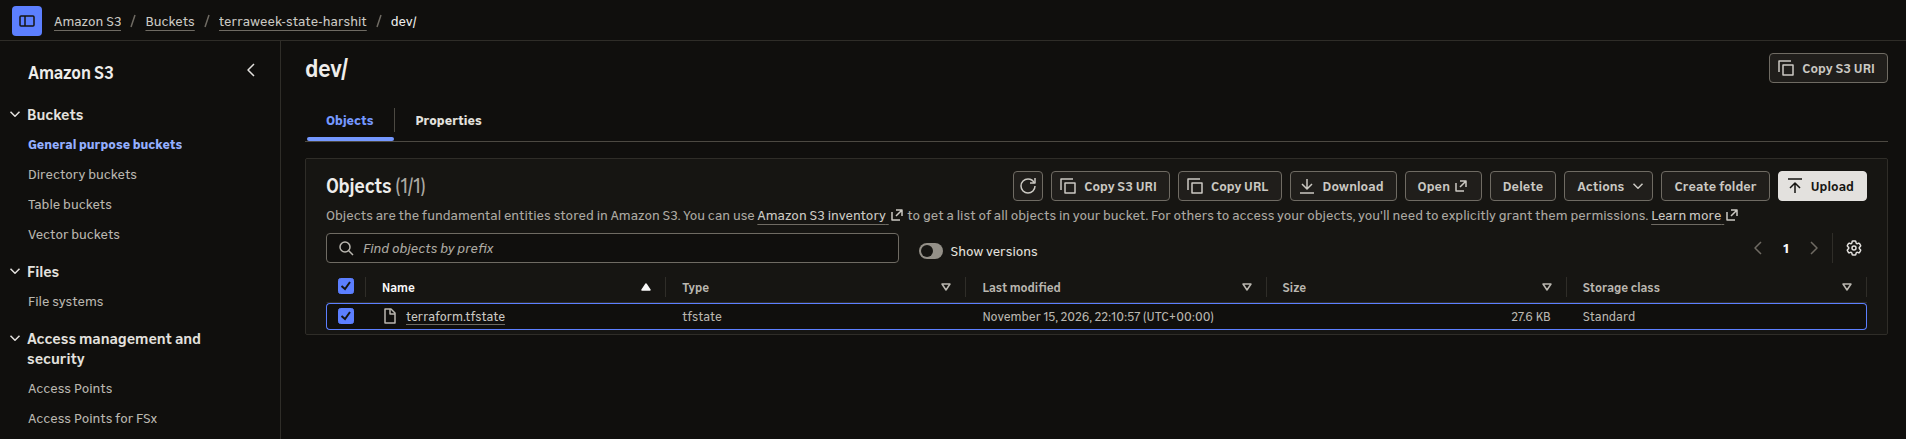 Amazon S3 / Buckets / terraweek-state-harshit / dev/
Amazon S3
Buckets
General purpose buckets
Directory buckets
Table buckets
Vector buckets
Files
File systems
Access management and
security
Access Points
Access Points for FSx
dev/
Copy S3 URI
Objects
Properties
Objects (1/1)
Copy S3 URI
Copy URL
Download
Open
Delete
Actions
Create folder
Upload
Objects are the fundamental entities stored in Amazon S3. You can use Amazon S3 inventory to get a list of all objects in your bucket. For others to access your objects, you'll need to explicitly grant them permissions. Learn more
Find objects by prefix
Show versions
1
Name Type Last modified Size Storage class
terraform.tfstate tfstate November 15, 2026, 22:10:57 (UTC+00:00) 27.6 KB Standard